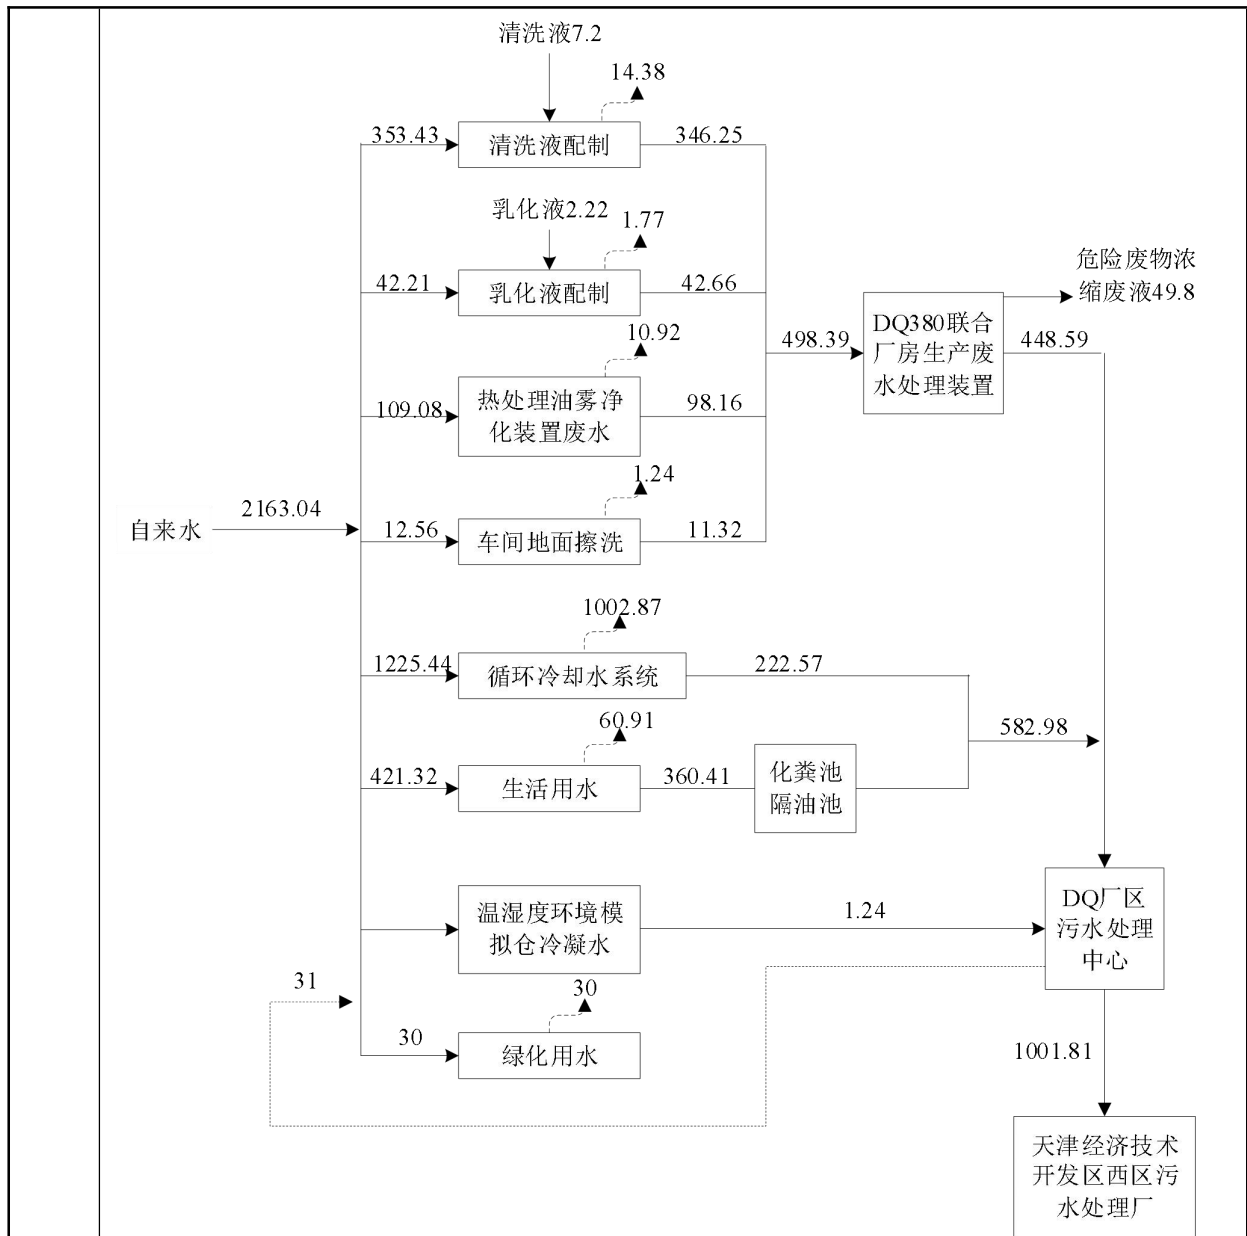 清洗液7.2
14.38
353.43
清洗液配制
346.25
乳化液2.22
1.77
42.21
乳化液配制
42.66
危险废物浓
缩废液49.8
10.92
498.39
DQ380联合
厂房生产废
水处理装置
448.59
109.08
热处理油雾净
化装置废水
98.16
1.24
自来水
2163.04
12.56
车间地面擦洗
11.32
1002.87
1225.44
循环冷却水系统
222.57
60.91
582.98
421.32
生活用水
360.41
化粪池
隔油池
温湿度环境模
拟仓冷凝水
1.24
DQ厂区
污水处理
中心
31
30
30
绿化用水
1001.81
天津经济技术
开发区西区污
水处理厂